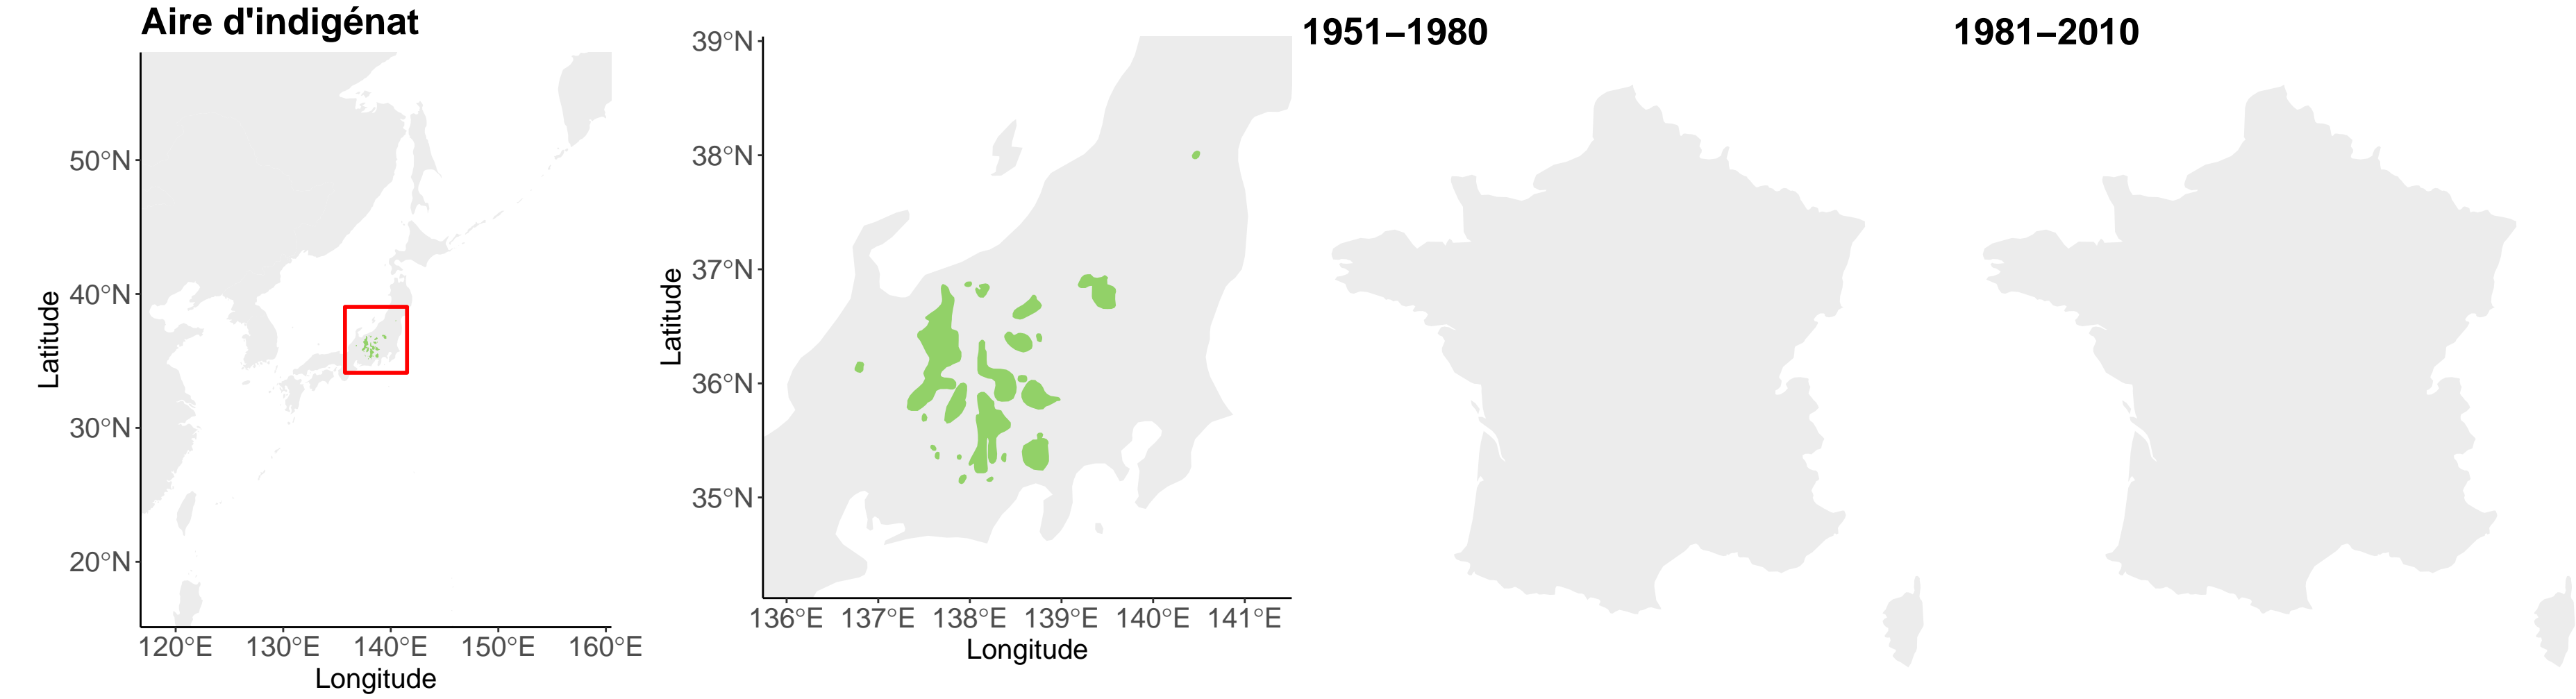 Aire d'indigénat
1951–1980
1981–2010
50°N
40°N
30°N
20°N
Latitude
120°E 130°E 140°E 150°E 160°E
Longitude
39°N
38°N
37°N
36°N
35°N
Latitude
136°E 137°E 138°E 139°E 140°E 141°E
Longitude